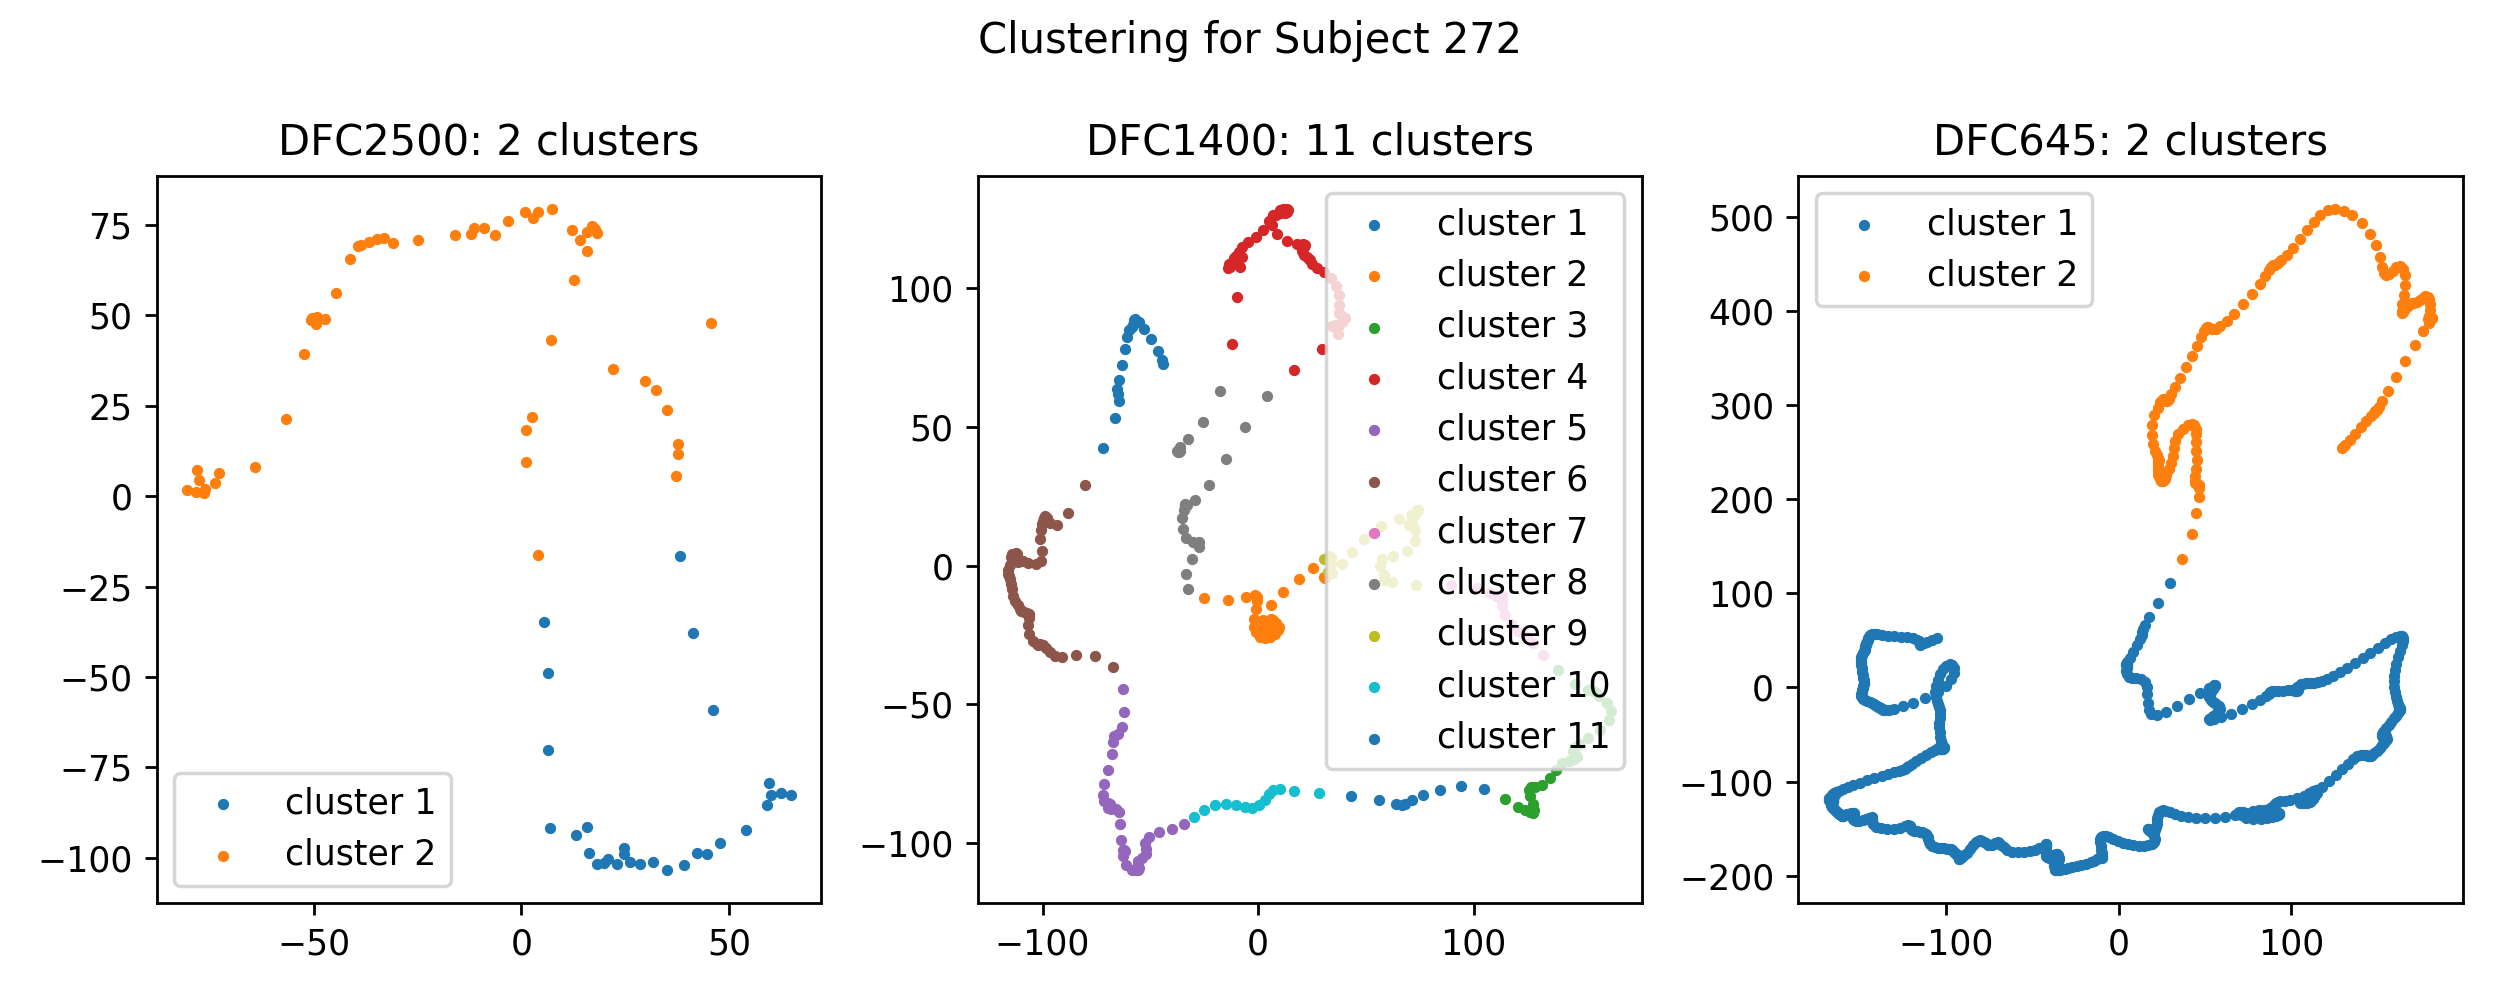 Clustering for Subject 272
DFC2500: 2 clusters
75
50
25
0
−25
−50
−75
−100
−50
0
50
cluster 1
cluster 2
DFC1400: 11 clusters
100
50
0
−50
−100
−100
0
100
cluster 1
cluster 2
cluster 3
cluster 4
cluster 5
cluster 6
cluster 7
cluster 8
cluster 9
cluster 10
cluster 11
DFC645: 2 clusters
500
400
300
200
100
0
−100
−200
−100
0
100
cluster 1
cluster 2